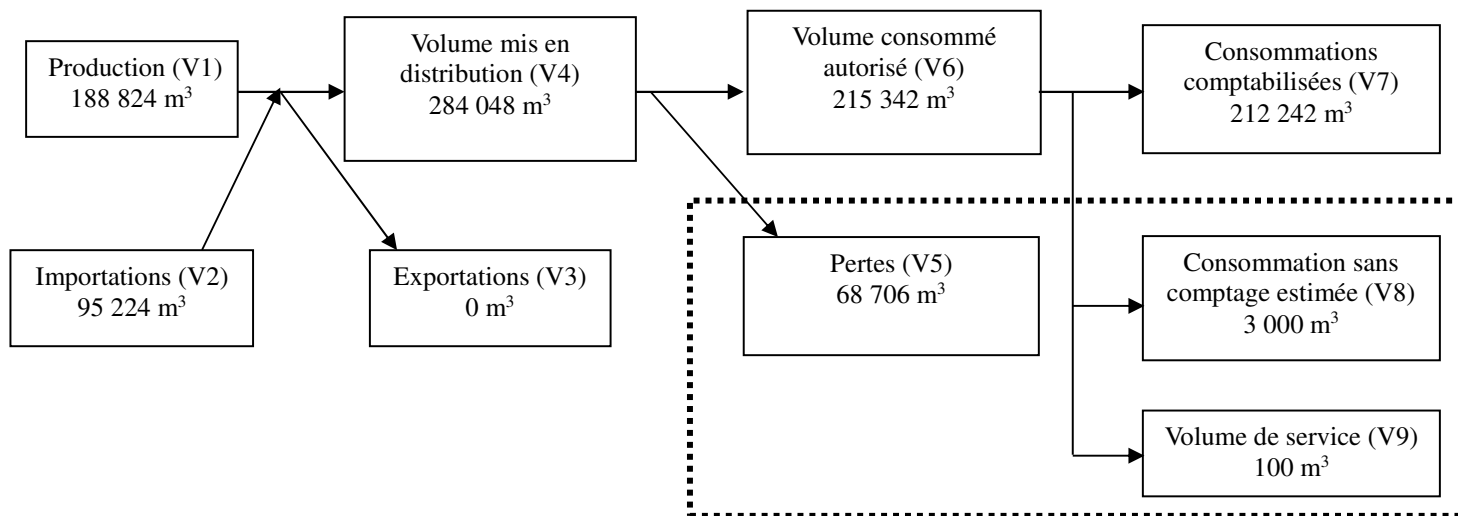 Production (V1)
188 824 m³
Volume mis en
distribution (V4)
284 048 m³
Volume consommé
autorisé (V6)
215 342 m³
Consommations
comptabilisées (V7)
212 242 m³
Importations (V2)
95 224 m³
Exportations (V3)
0 m³
Pertes (V5)
68 706 m³
Consommation sans
comptage estimée (V8)
3 000 m³
Volume de service (V9)
100 m³